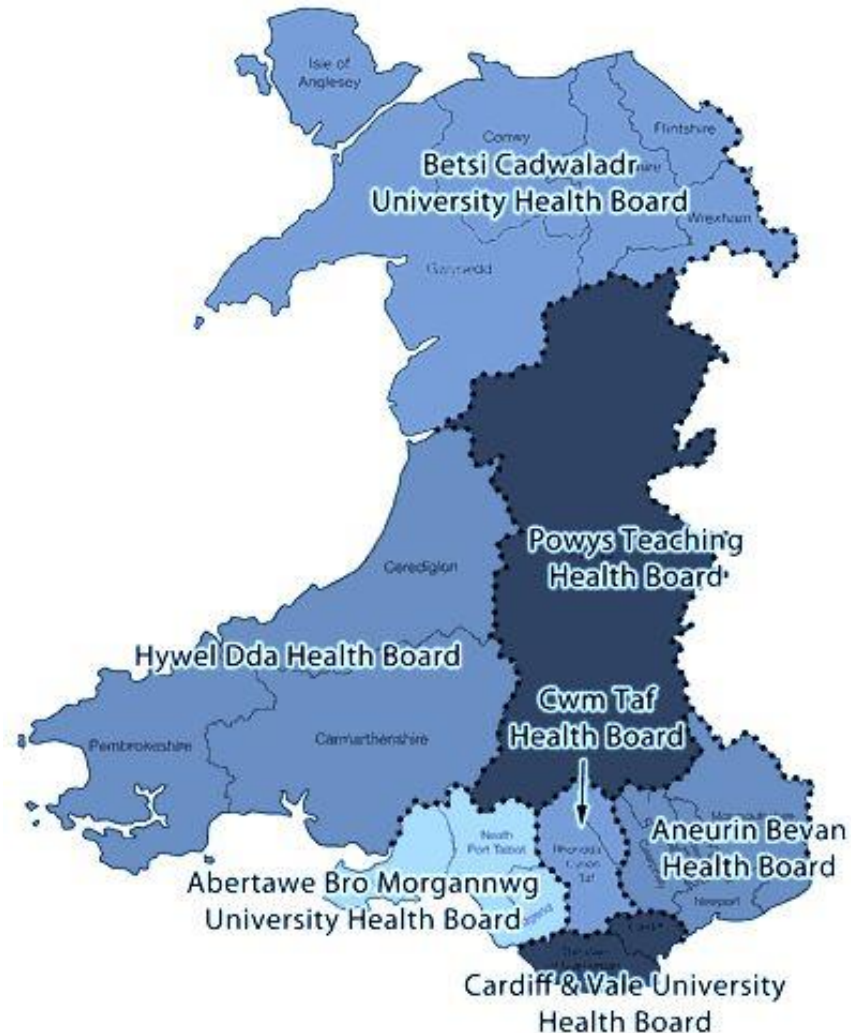 Isle of
Anglesey
Conwy
Flintshire
Betsi Cadwaladr
University Health Board
Wrexham
Gwynedd
Powys Teaching
Health Board
Ceredigion
Hywel Dda Health Board
Cwm Taf
Health Board
Pembrokeshire
Carmarthenshire
Neath
Port Talbot
Rhondda
Cynon
Taf
Aneurin Bevan
Health Board
Newport
Abertawe Bro Morgannwg
University Health Board
Cardiff & Vale University
Health Board